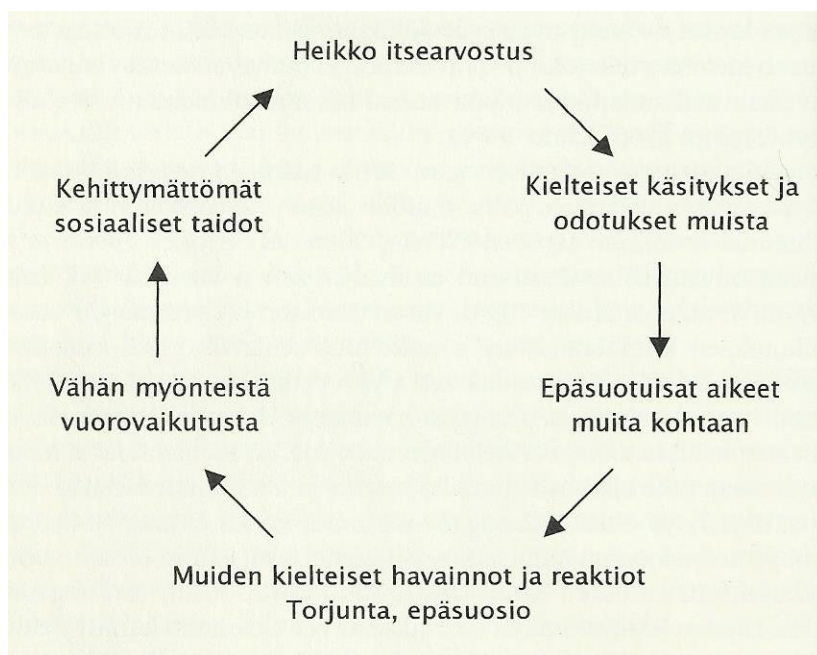 Heikko itsearvostus
Kielteiset käsitykset ja
odotukset muista
Epäsuotuisat aikeet
muita kohtaan
Muiden kielteiset havainnot ja reaktiot
Torjunta, epäsuosio
Vähän myönteistä
vuorovaikutusta
Kehittymättömät
sosiaaliset taidot